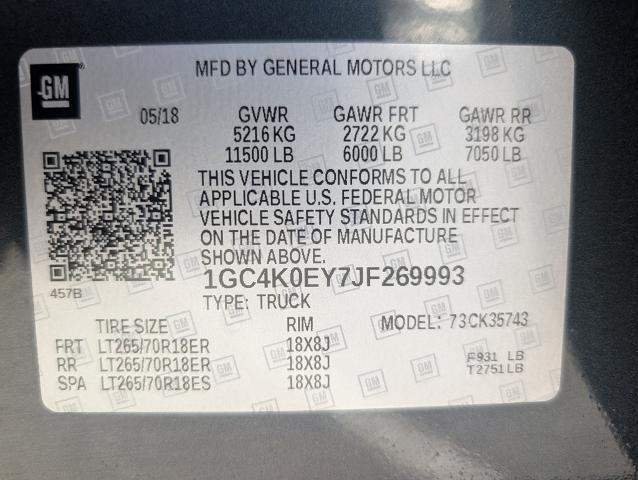 GM
MFD BY GENERAL MOTORS LLC
05/18 GVWR GAWR FRT GAWR RR
5216 KG 2722 KG 3198 KG
11500 LB 6000 LB 7050 LB
THIS VEHICLE CONFORMS TO ALL
APPLICABLE U.S. FEDERAL MOTOR
VEHICLE SAFETY STANDARDS IN EFFECT
ON THE DATE OF MANUFACTURE
SHOWN ABOVE.
457B
1GC4K0EY7JF269993
TYPE: TRUCK
TIRE SIZE RIM MODEL: 73CK35743
FRT LT265/70R18ER 18X8J
RR LT265/70R18ER 18X8J F931 LB
SPA LT265/70R18ES 18X8J T2751LB